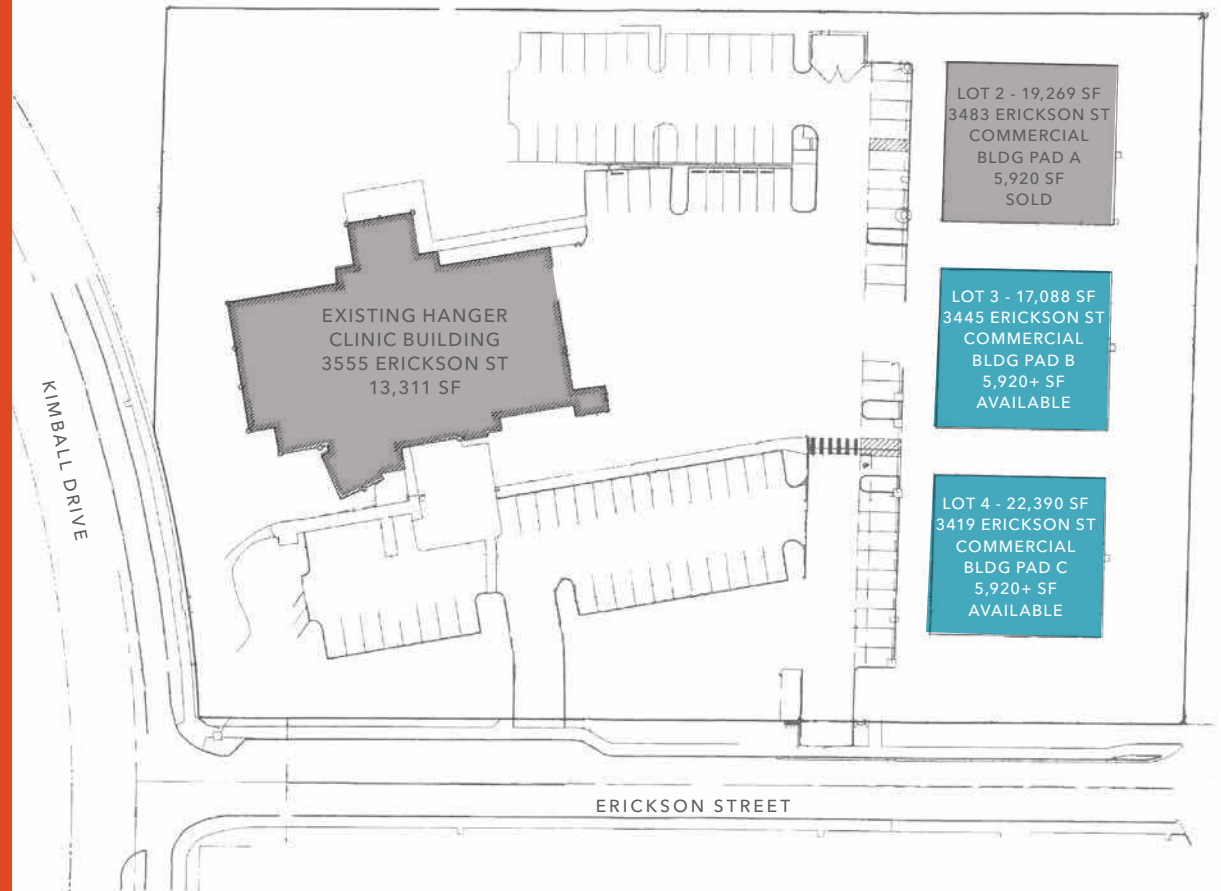 LOT 2 - 19,269 SF
3483 ERICKSON ST
COMMERCIAL
BLDG PAD A
5,920 SF
SOLD
EXISTING HANGER
CLINIC BUILDING
3555 ERICKSON ST
13,311 SF
LOT 3 - 17,088 SF
3445 ERICKSON ST
COMMERCIAL
BLDG PAD B
5,920+ SF
AVAILABLE
KIMBALL DRIVE
LOT 4 - 22,390 SF
3419 ERICKSON ST
COMMERCIAL
BLDG PAD C
5,920+ SF
AVAILABLE
ERICKSON STREET